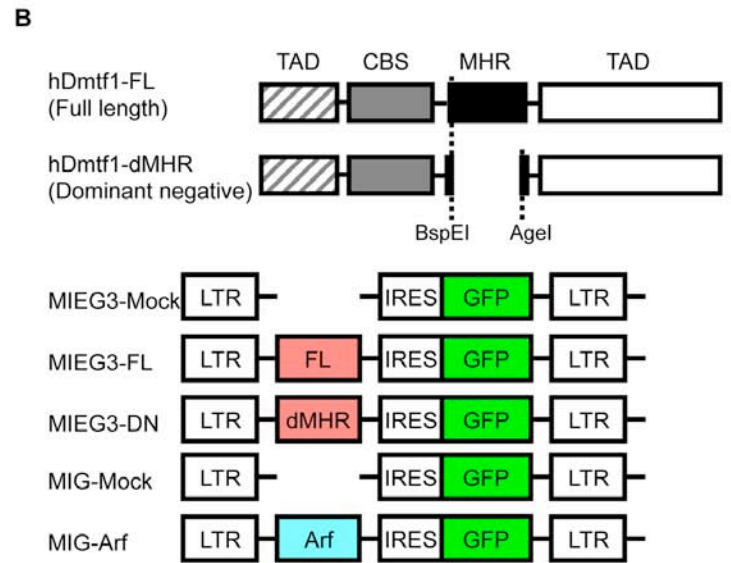 B
TAD CBS MHR TAD
hDmtf1-FL
(Full length)
hDmtf1-dMHR
(Dominant negative)
BspEI AgeI
MIEG3-Mock LTR IRES GFP LTR
MIEG3-FL LTR FL IRES GFP LTR
MIEG3-DN LTR dMHR IRES GFP LTR
MIG-Mock LTR IRES GFP LTR
MIG-Arf LTR Arf IRES GFP LTR